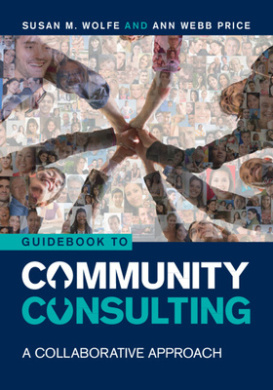 SUSAN M. WOLFE AND ANN WEBB PRICE
GUIDEBOOK TO
COMMUNITY
CONSULTING
A COLLABORATIVE APPROACH